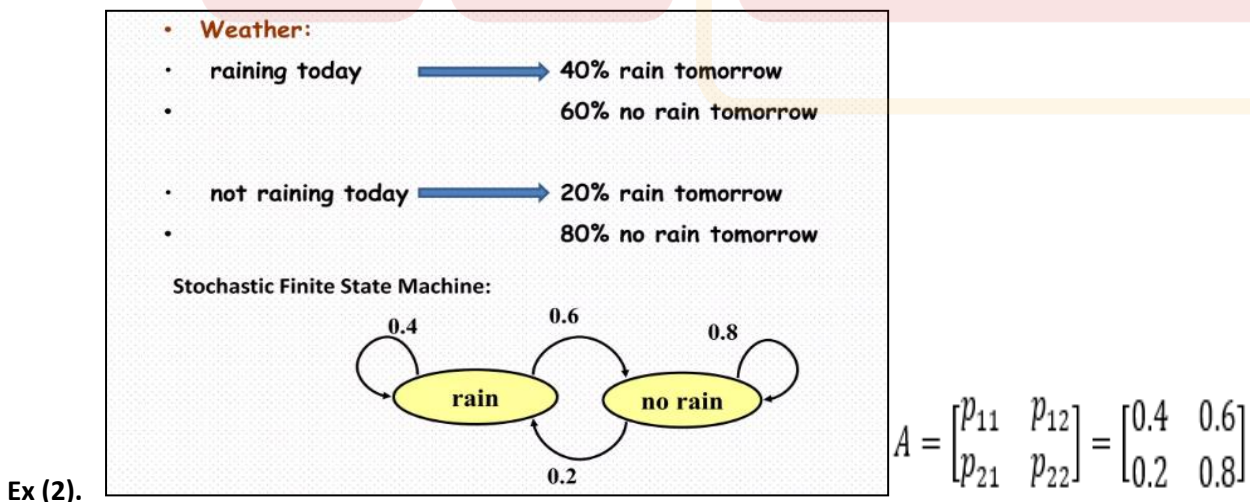 • Weather:
• raining today 40% rain tomorrow
• 60% no rain tomorrow
• not raining today 20% rain tomorrow
• 80% no rain tomorrow
Stochastic Finite State Machine:
0.4 0.6 0.8
rain no rain
0.2
A = [p₁₁ p₁₂] = [0.4 0.6]
[p₂₁ p₂₂] [0.2 0.8]
Ex (2).